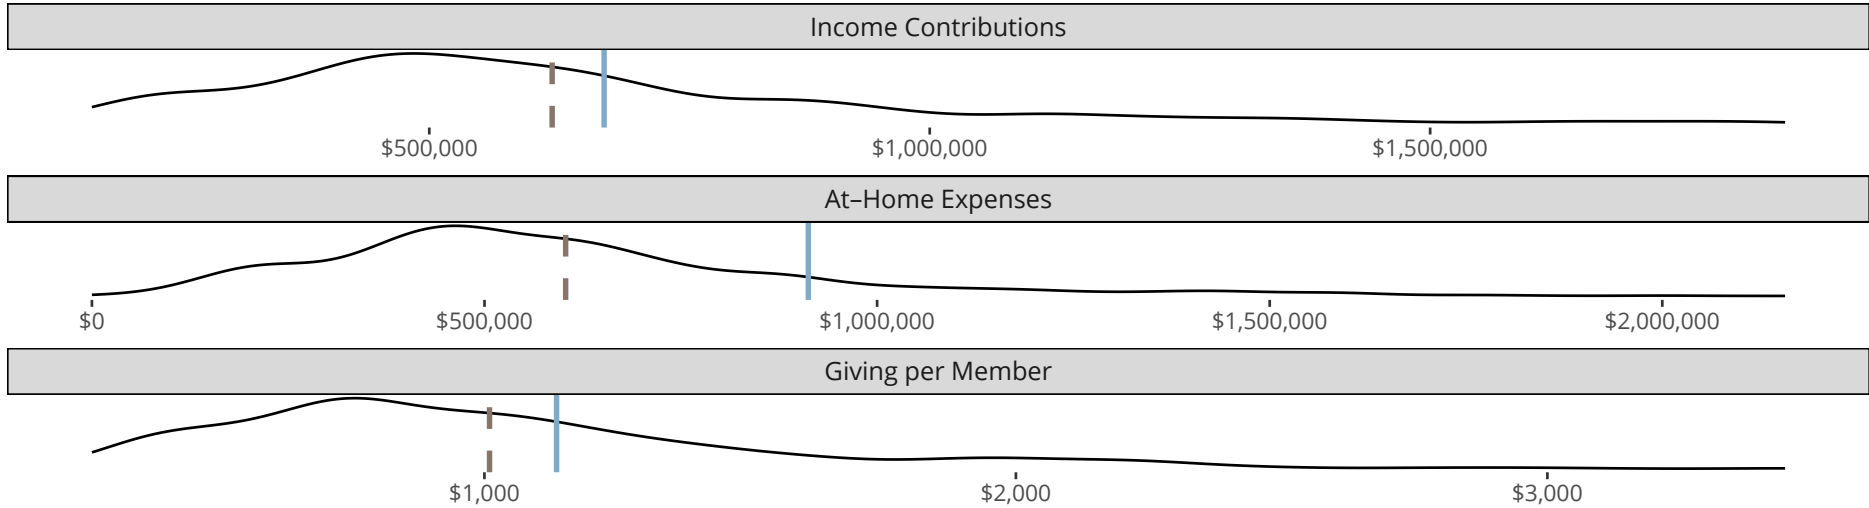 Income Contributions
$500,000 $1,000,000 $1,500,000
At–Home Expenses
$0 $500,000 $1,000,000 $1,500,000 $2,000,000
Giving per Member
$1,000 $2,000 $3,000